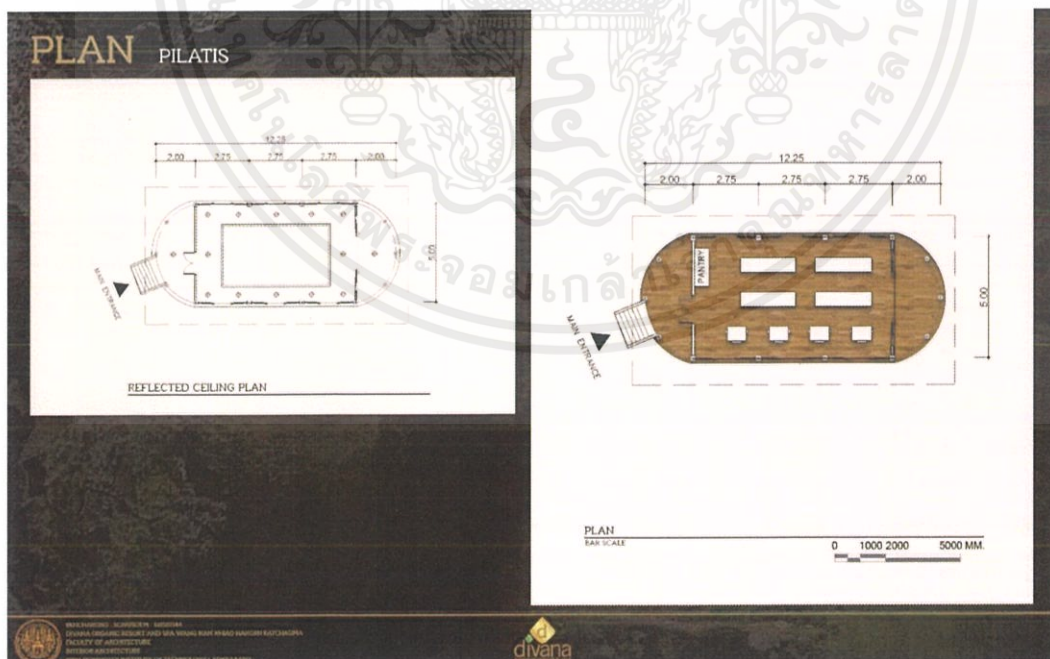 PLAN PILATIS
12.25
2.00 2.75 2.75 2.75 2.00
5.00
MAIN ENTRANCE
REFLECTED CEILING PLAN
12.25
2.00 2.75 2.75 2.75 2.00
PANTRY
5.00
MAIN ENTRANCE
PLAN
BAR SCALE
0 1000 2000 5000 MM.
FACULTY OF ARCHITECTURE
INTERIOR ARCHITECTURE
d
divana